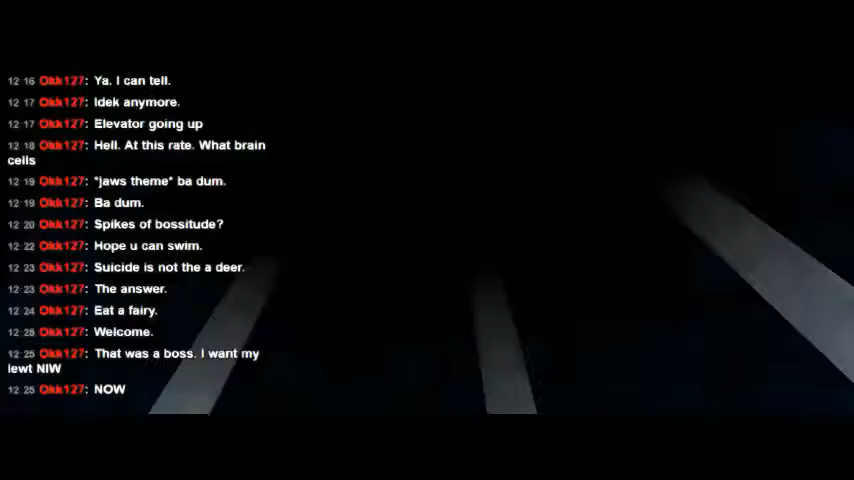 12 16 Okk127: Ya. I can tell.
12 17 Okk127: Idek anymore.
12 17 Okk127: Elevator going up
12 18 Okk127: Hell. At this rate. What brain
cells
12 19 Okk127: *jaws theme* ba dum.
12 19 Okk127: Ba dum.
12 20 Okk127: Spikes of bossitude?
12 22 Okk127: Hope u can swim.
12 23 Okk127: Suicide is not the a deer.
12 23 Okk127: The answer.
12 24 Okk127: Eat a fairy.
12 25 Okk127: Welcome.
12 25 Okk127: That was a boss. I want my
lewt NIW
12 25 Okk127: NOW